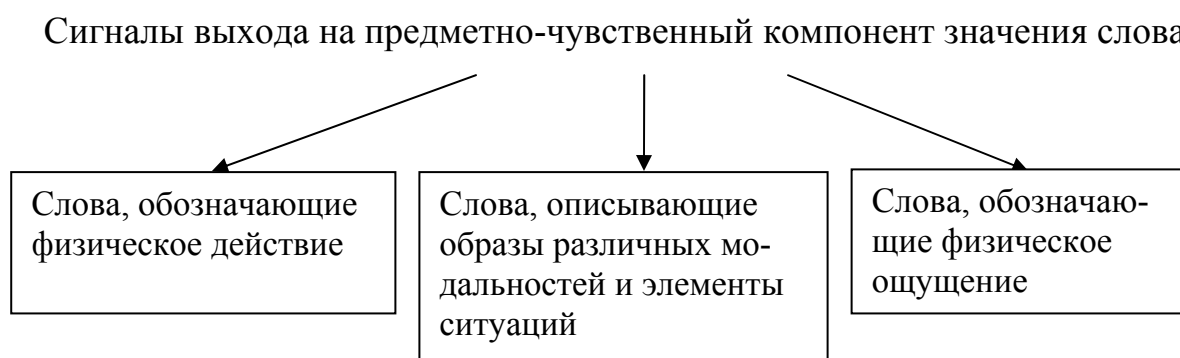 Сигналы выхода на предметно-чувственный компонент значения слова
Слова, обозначающие
физическое действие
Слова, описывающие
образы различных мо-
дальностей и элементы
ситуаций
Слова, обозначаю-
щие физическое
ощущение